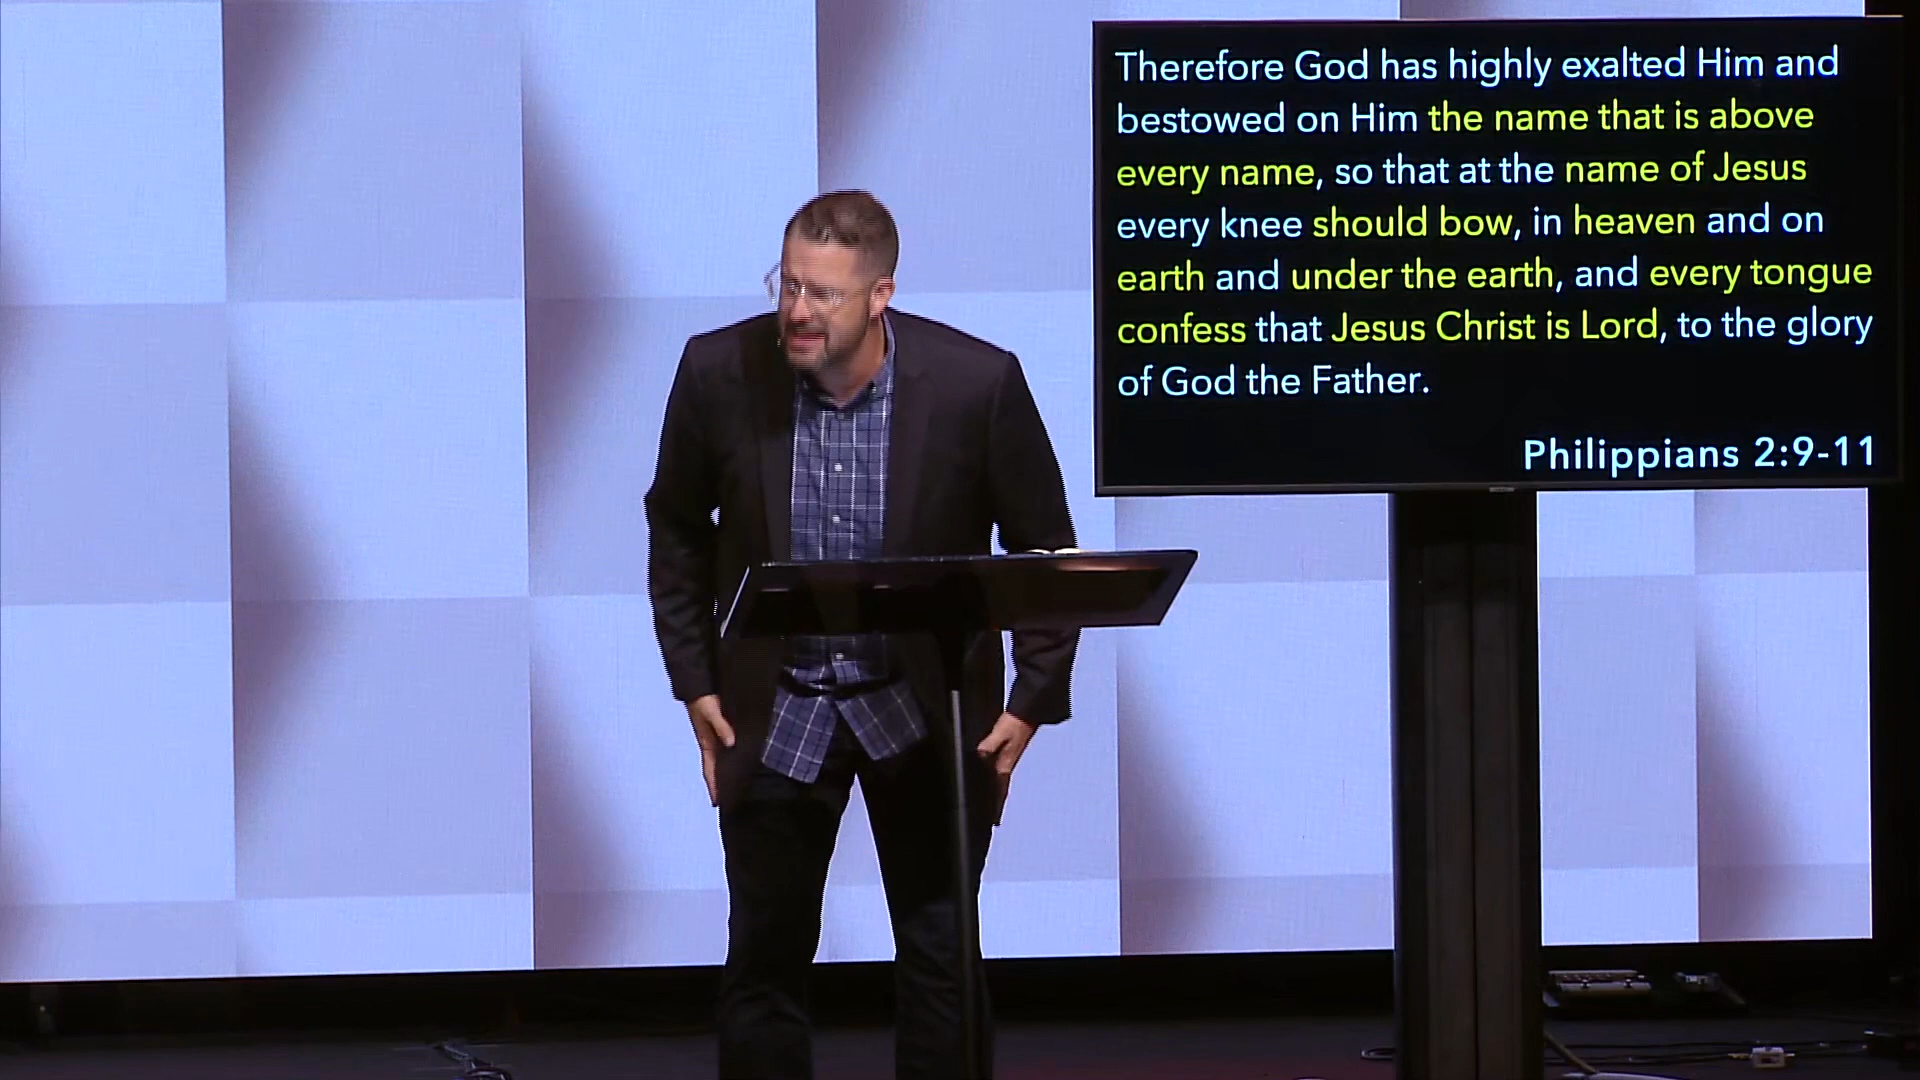 Therefore God has highly exalted Him and
bestowed on Him the name that is above
every name, so that at the name of Jesus
every knee should bow, in heaven and on
earth and under the earth, and every tongue
confess that Jesus Christ is Lord, to the glory
of God the Father.
Philippians 2:9-11